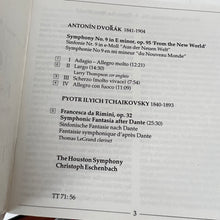 ANTONÍN DVOŘÁK 1841-1904
Symphony No. 9 in E minor, op. 95 'From the New World'
Sinfonie Nr. 9 in e-Moll "Aus der Neuen Welt"
Symphonie No 9 en mi mineur "du Nouveau Monde"
I Adagio – Allegro molto (12:21)
II Largo (14:30)
Larry Thompson cor anglais
III Scherzo (molto vivace) (7:54)
IV Allegro con fuoco (11:09)
PYOTR ILYICH TCHAIKOVSKY 1840-1893
Francesca da Rimini, op. 32
Symphonic Fantasia after Dante (25:30)
Sinfonische Fantasie nach Dante
Fantaisie symphonique d'après Dante
Thomas LeGrand clarinet
The Houston Symphony
Christoph Eschenbach
TT 71: 56
3